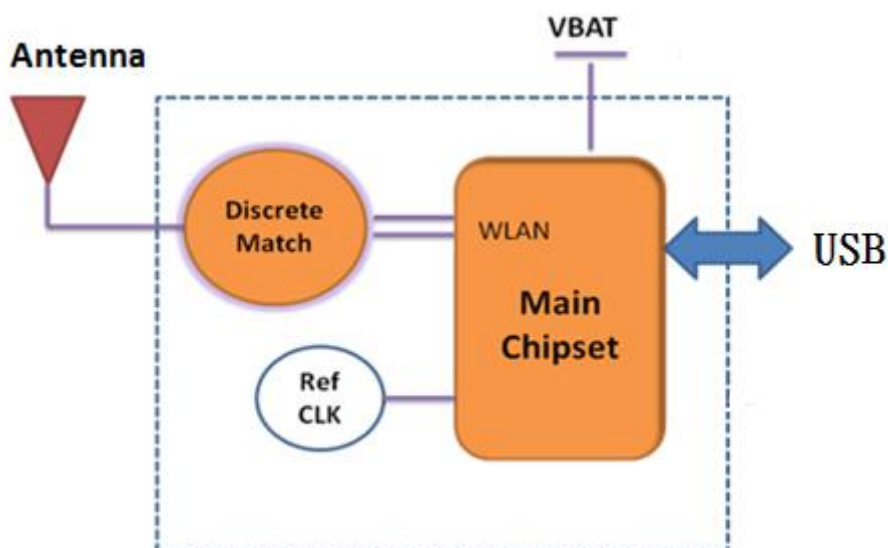 VBAT
Antenna
Discrete
Match
WLAN
USB
Main
Chipset
Ref
CLK